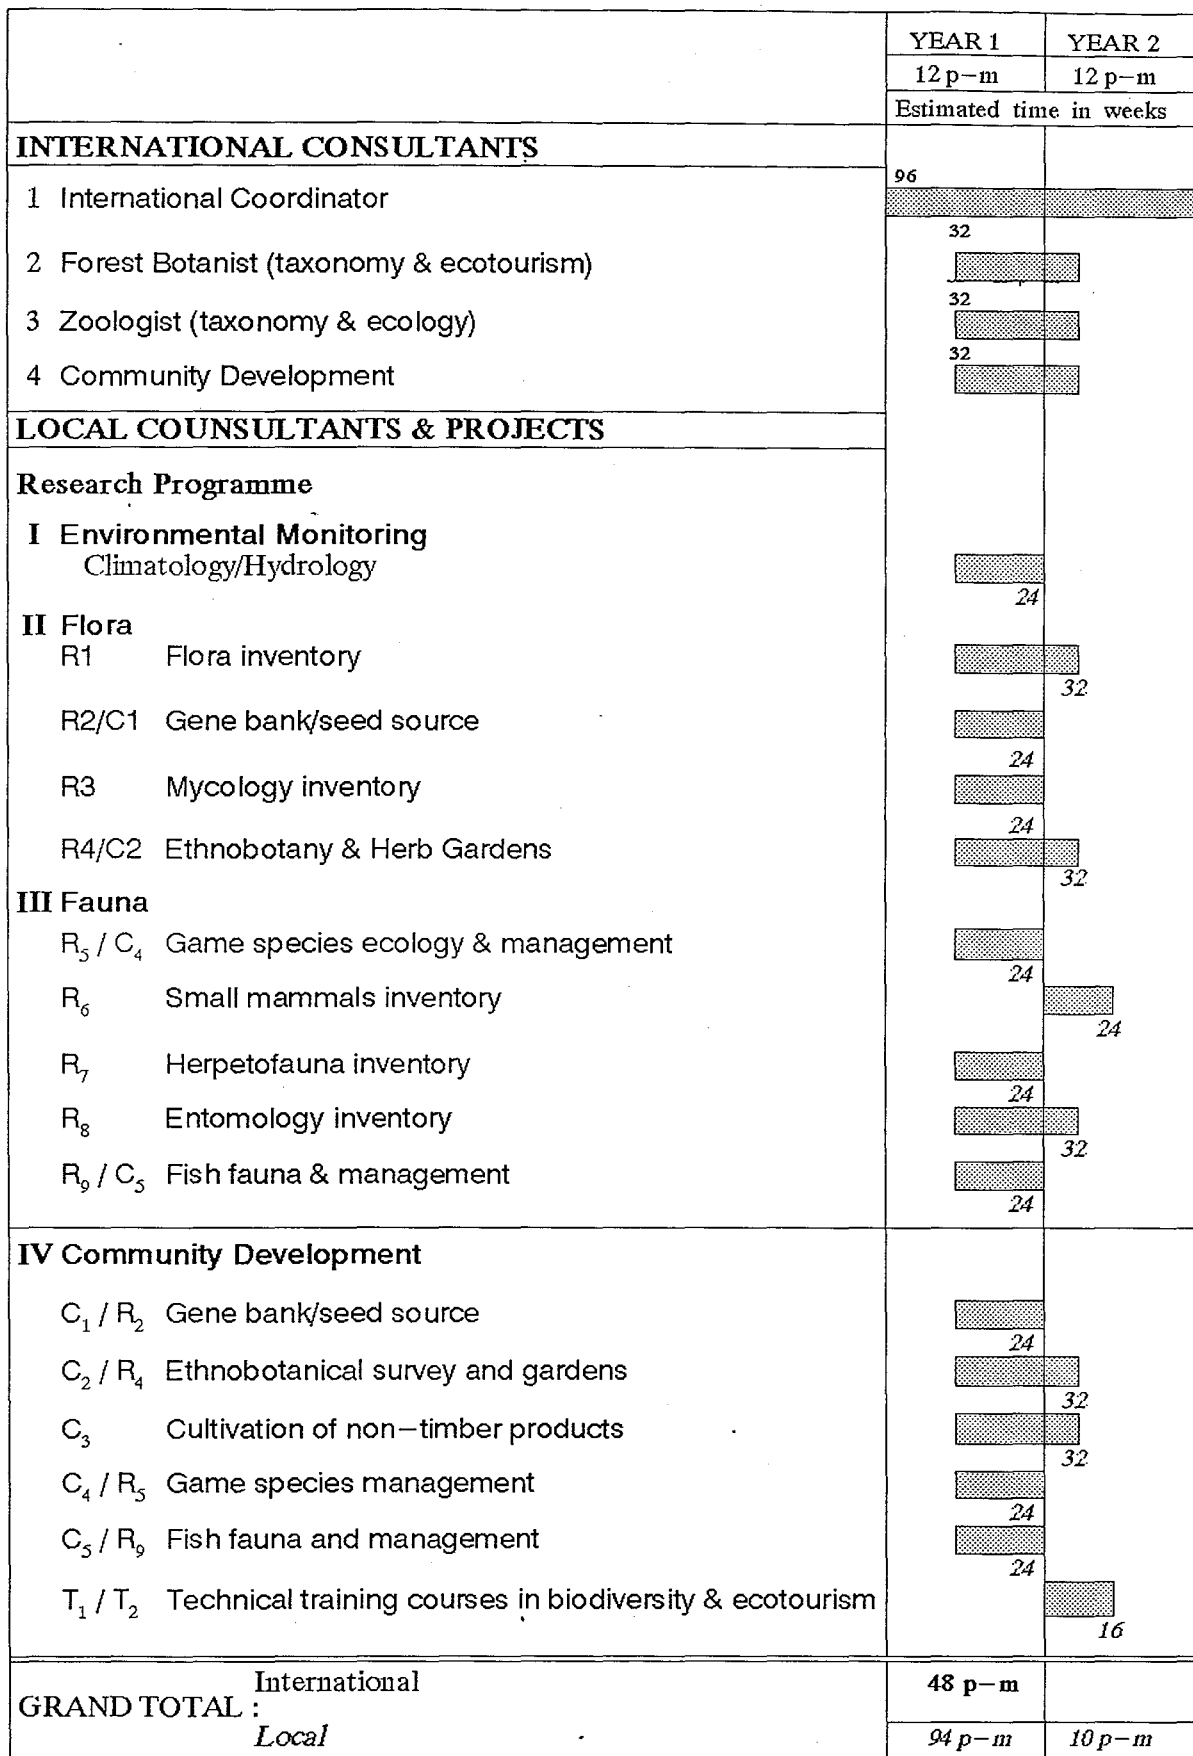 YEAR 1 YEAR 2
12 p-m 12 p-m
Estimated time in weeks
INTERNATIONAL CONSULTANTS
96
1 International Coordinator
32
2 Forest Botanist (taxonomy & ecotourism)
32
3 Zoologist (taxonomy & ecology)
32
4 Community Development
LOCAL COUNSULTANTS & PROJECTS
Research Programme
I Environmental Monitoring
Climatology/Hydrology
24
II Flora
R1 Flora inventory
32
R2/C1 Gene bank/seed source
24
R3 Mycology inventory
24
R4/C2 Ethnobotany & Herb Gardens
32
III Fauna
R5 / C4 Game species ecology & management
24
R6 Small mammals inventory
24
R7 Herpetofauna inventory
24
R8 Entomology inventory
32
R9 / C5 Fish fauna & management
24
IV Community Development
C1 / R2 Gene bank/seed source
24
C2 / R4 Ethnobotanical survey and gardens
32
C3 Cultivation of non-timber products
32
C4 / R5 Game species management
24
C5 / R9 Fish fauna and management
24
T1 / T2 Technical training courses in biodiversity & ecotourism
16
International 48 p-m
GRAND TOTAL :
Local 94 p-m 10 p-m